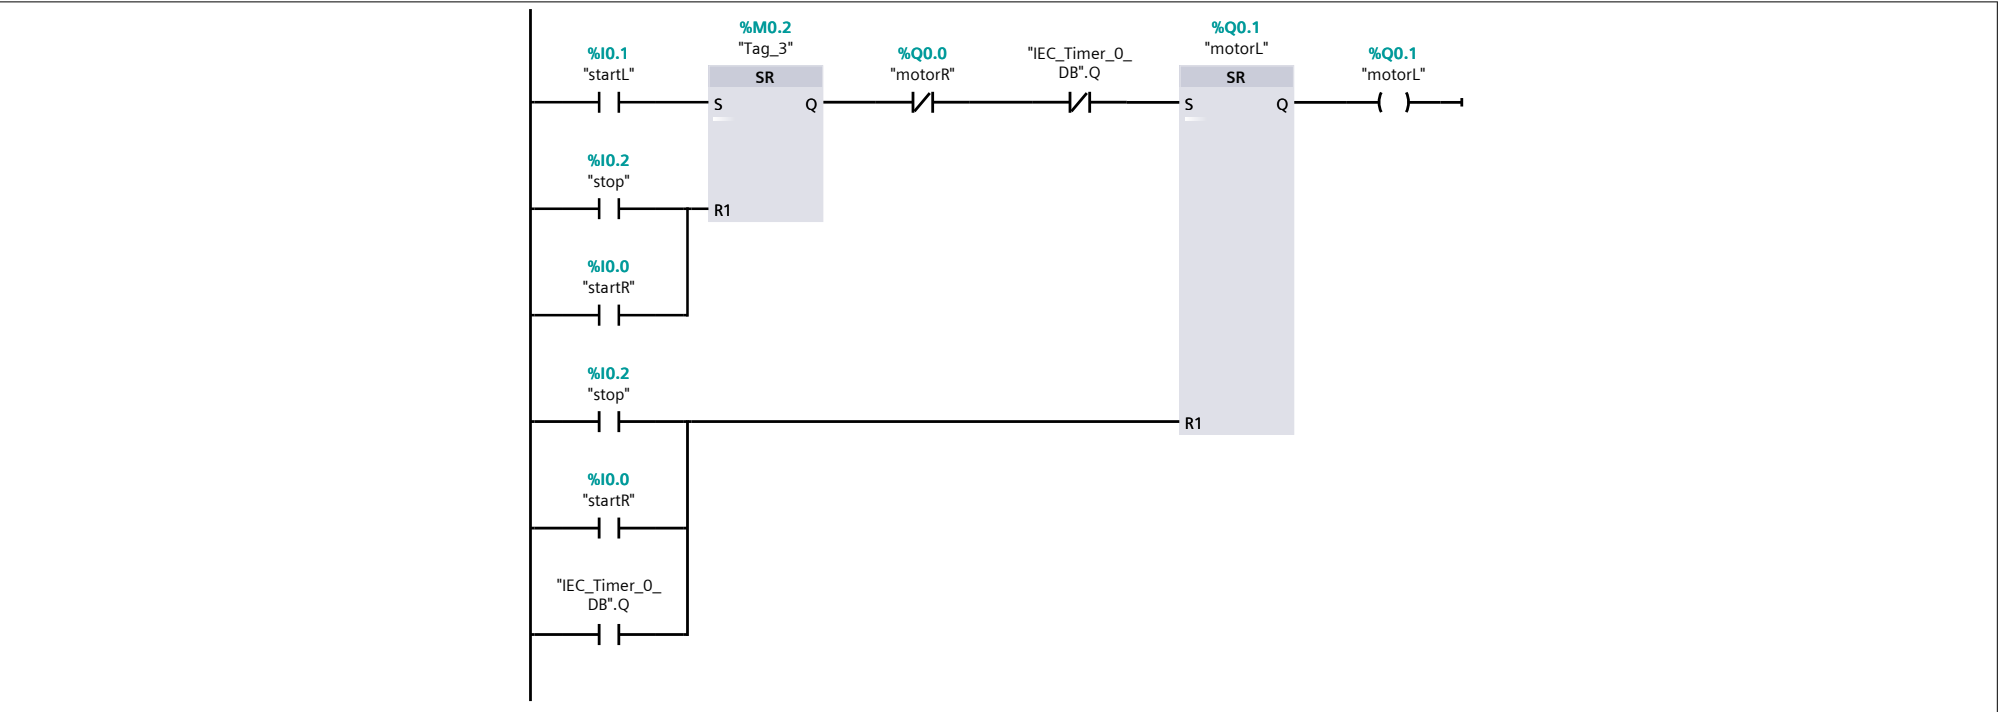 %M0.2
"Tag_3"
%Q0.1
"motorL"
%I0.1
"startL"
%Q0.0
"motorR"
"IEC_Timer_0_
DB".Q
%Q0.1
"motorL"
SR
SR
S
Q
S
Q
%I0.2
"stop"
R1
%I0.0
"startR"
%I0.2
"stop"
R1
%I0.0
"startR"
"IEC_Timer_0_
DB".Q